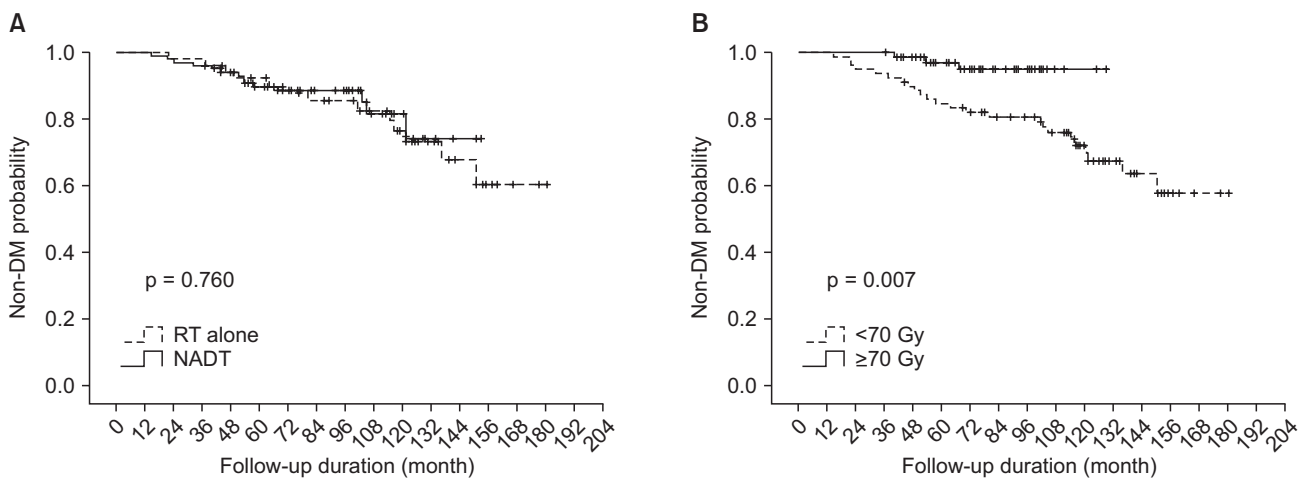 A
1.0
0.8
0.6
0.4
0.2
0.0
Non-DM probability
p = 0.760
RT alone
NADT
0 12 24 36 48 60 72 84 96 108 120 132 144 156 168 180 192 204
Follow-up duration (month)
B
1.0
0.8
0.6
0.4
0.2
0.0
Non-DM probability
p = 0.007
<70 Gy
≥70 Gy
0 12 24 36 48 60 72 84 96 108 120 132 144 156 168 180 192 204
Follow-up duration (month)